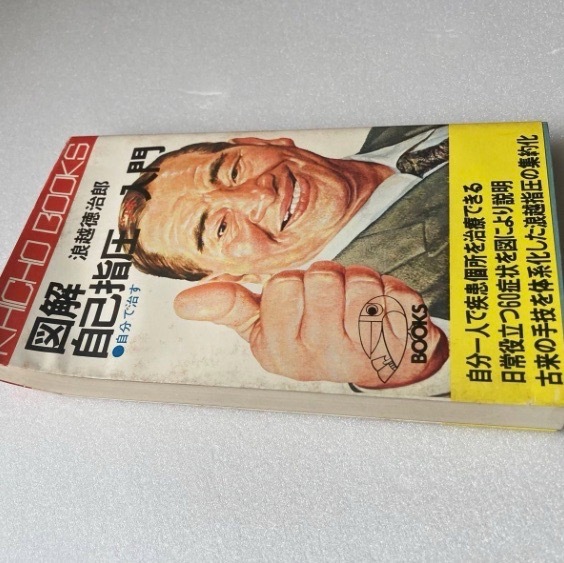 KHICHO BOOKS
図解
自己指圧入門
浪越徳治郎
●自分で治す
BOOKS
自分一人で疾患個所を治療できる
日常役立つ60症状を図により説明
古来の手技を体系化した浪越指圧の集約化